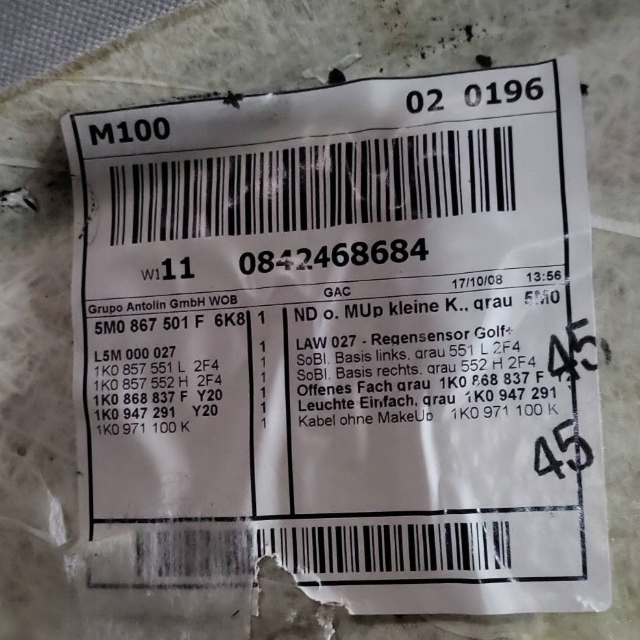 M100 02 0196
W111 0842468684
Grupo Antolin GmbH WOB GAC 17/10/08 13:56
5M0 867 501 F 6K8 1 ND o. MUp kleine K., grau 5M0
L5M 000 027 1 LAW 027 - Regensensor Golf+
1K0 857 551 L 2F4 1 SoBl. Basis links, grau 551 L 2F4
1K0 857 552 H 2F4 1 SoBl. Basis rechts, grau 552 H 2F4
1K0 868 837 F Y20 1 Offenes Fach grau 1K0 868 837 F
1K0 947 291 Y20 1 Leuchte Einfach, grau 1K0 947 291
1K0 971 100 K 1 Kabel ohne MakeUp 1K0 971 100 K
45
45